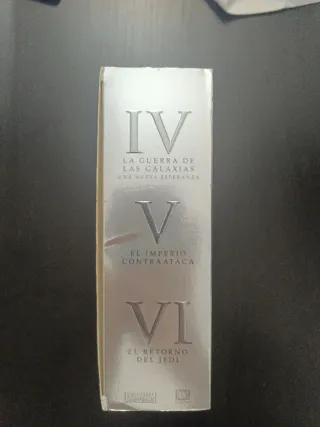 IV
LA GUERRA DE
LAS GALAXIAS
UNA NUEVA ESPERANZA
V
EL IMPERIO
CONTRAATACA
VI
EL RETORNO
DEL JEDI